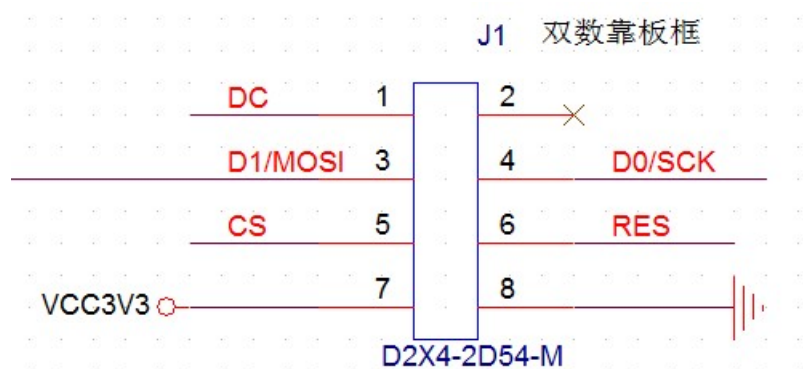 J1 双数靠板框
DC 1 2
D1/MOSI 3 4 D0/SCK
CS 5 6 RES
VCC3V3 7 8
D2X4-2D54-M